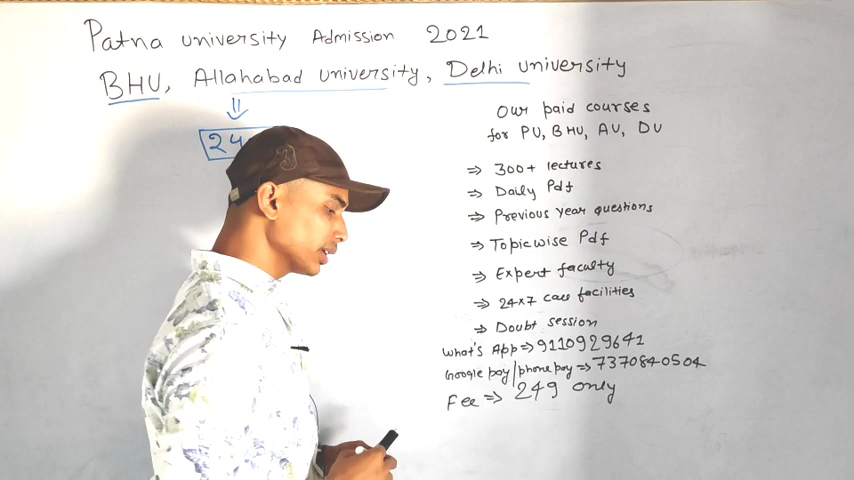 Patna university Admission 2021
BHU, Allahabad university, Delhi university
⇓
24
Our paid courses
for PU, BHU, AU, DU
⇒ 300+ lectures
⇒ Daily Pdf
⇒ Previous year questions
⇒ Topicwise Pdf
⇒ Expert faculty
⇒ 24x7 call facilities
⇒ Doubt session
What's App ⇒ 9110929641
Google pay/phone pay ⇒ 7370840504
Fee ⇒ 249 only